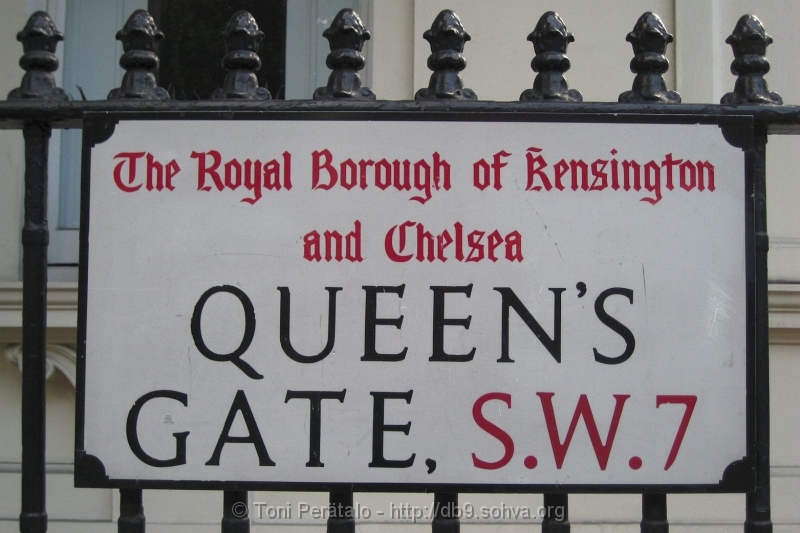 The Royal Borough of Kensington
and Chelsea
QUEEN'S
GATE, S.W.7
© Toni Perätalo - http://db9.sohva.org